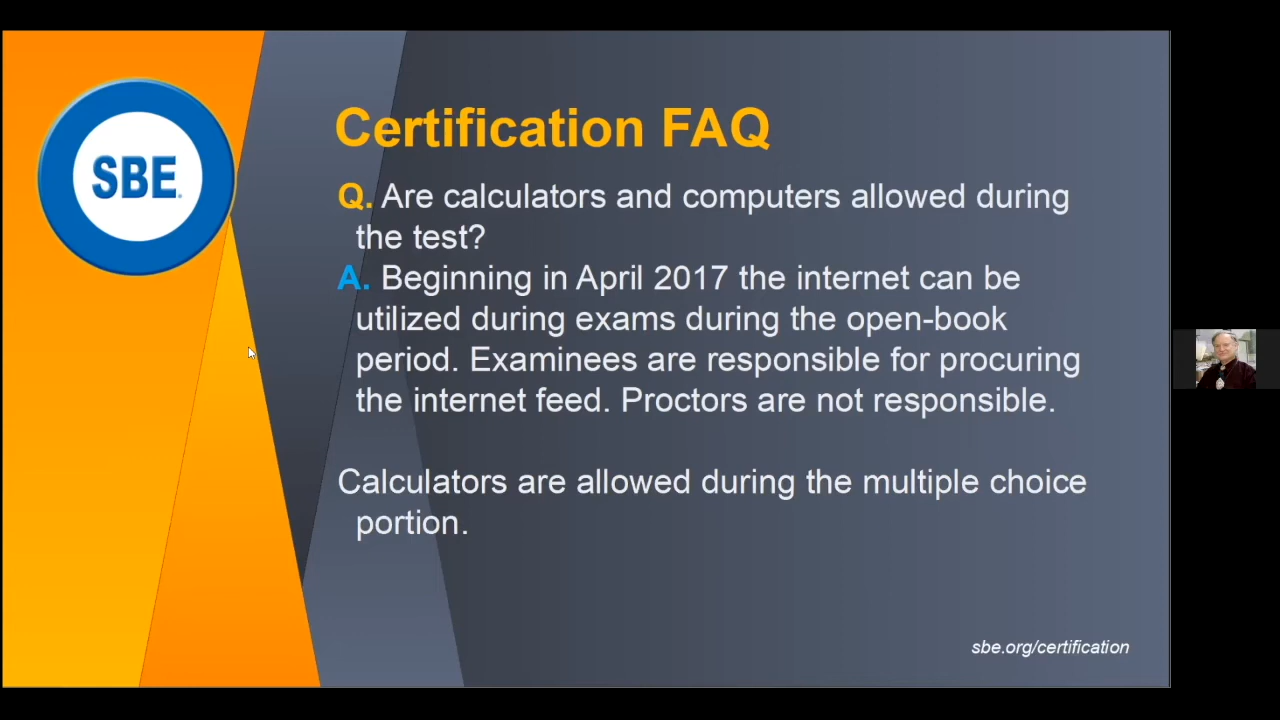 SBE
Certification FAQ
Q. Are calculators and computers allowed during
the test?
A. Beginning in April 2017 the internet can be
utilized during exams during the open-book
period. Examinees are responsible for procuring
the internet feed. Proctors are not responsible.
Calculators are allowed during the multiple choice
portion.
sbe.org/certification